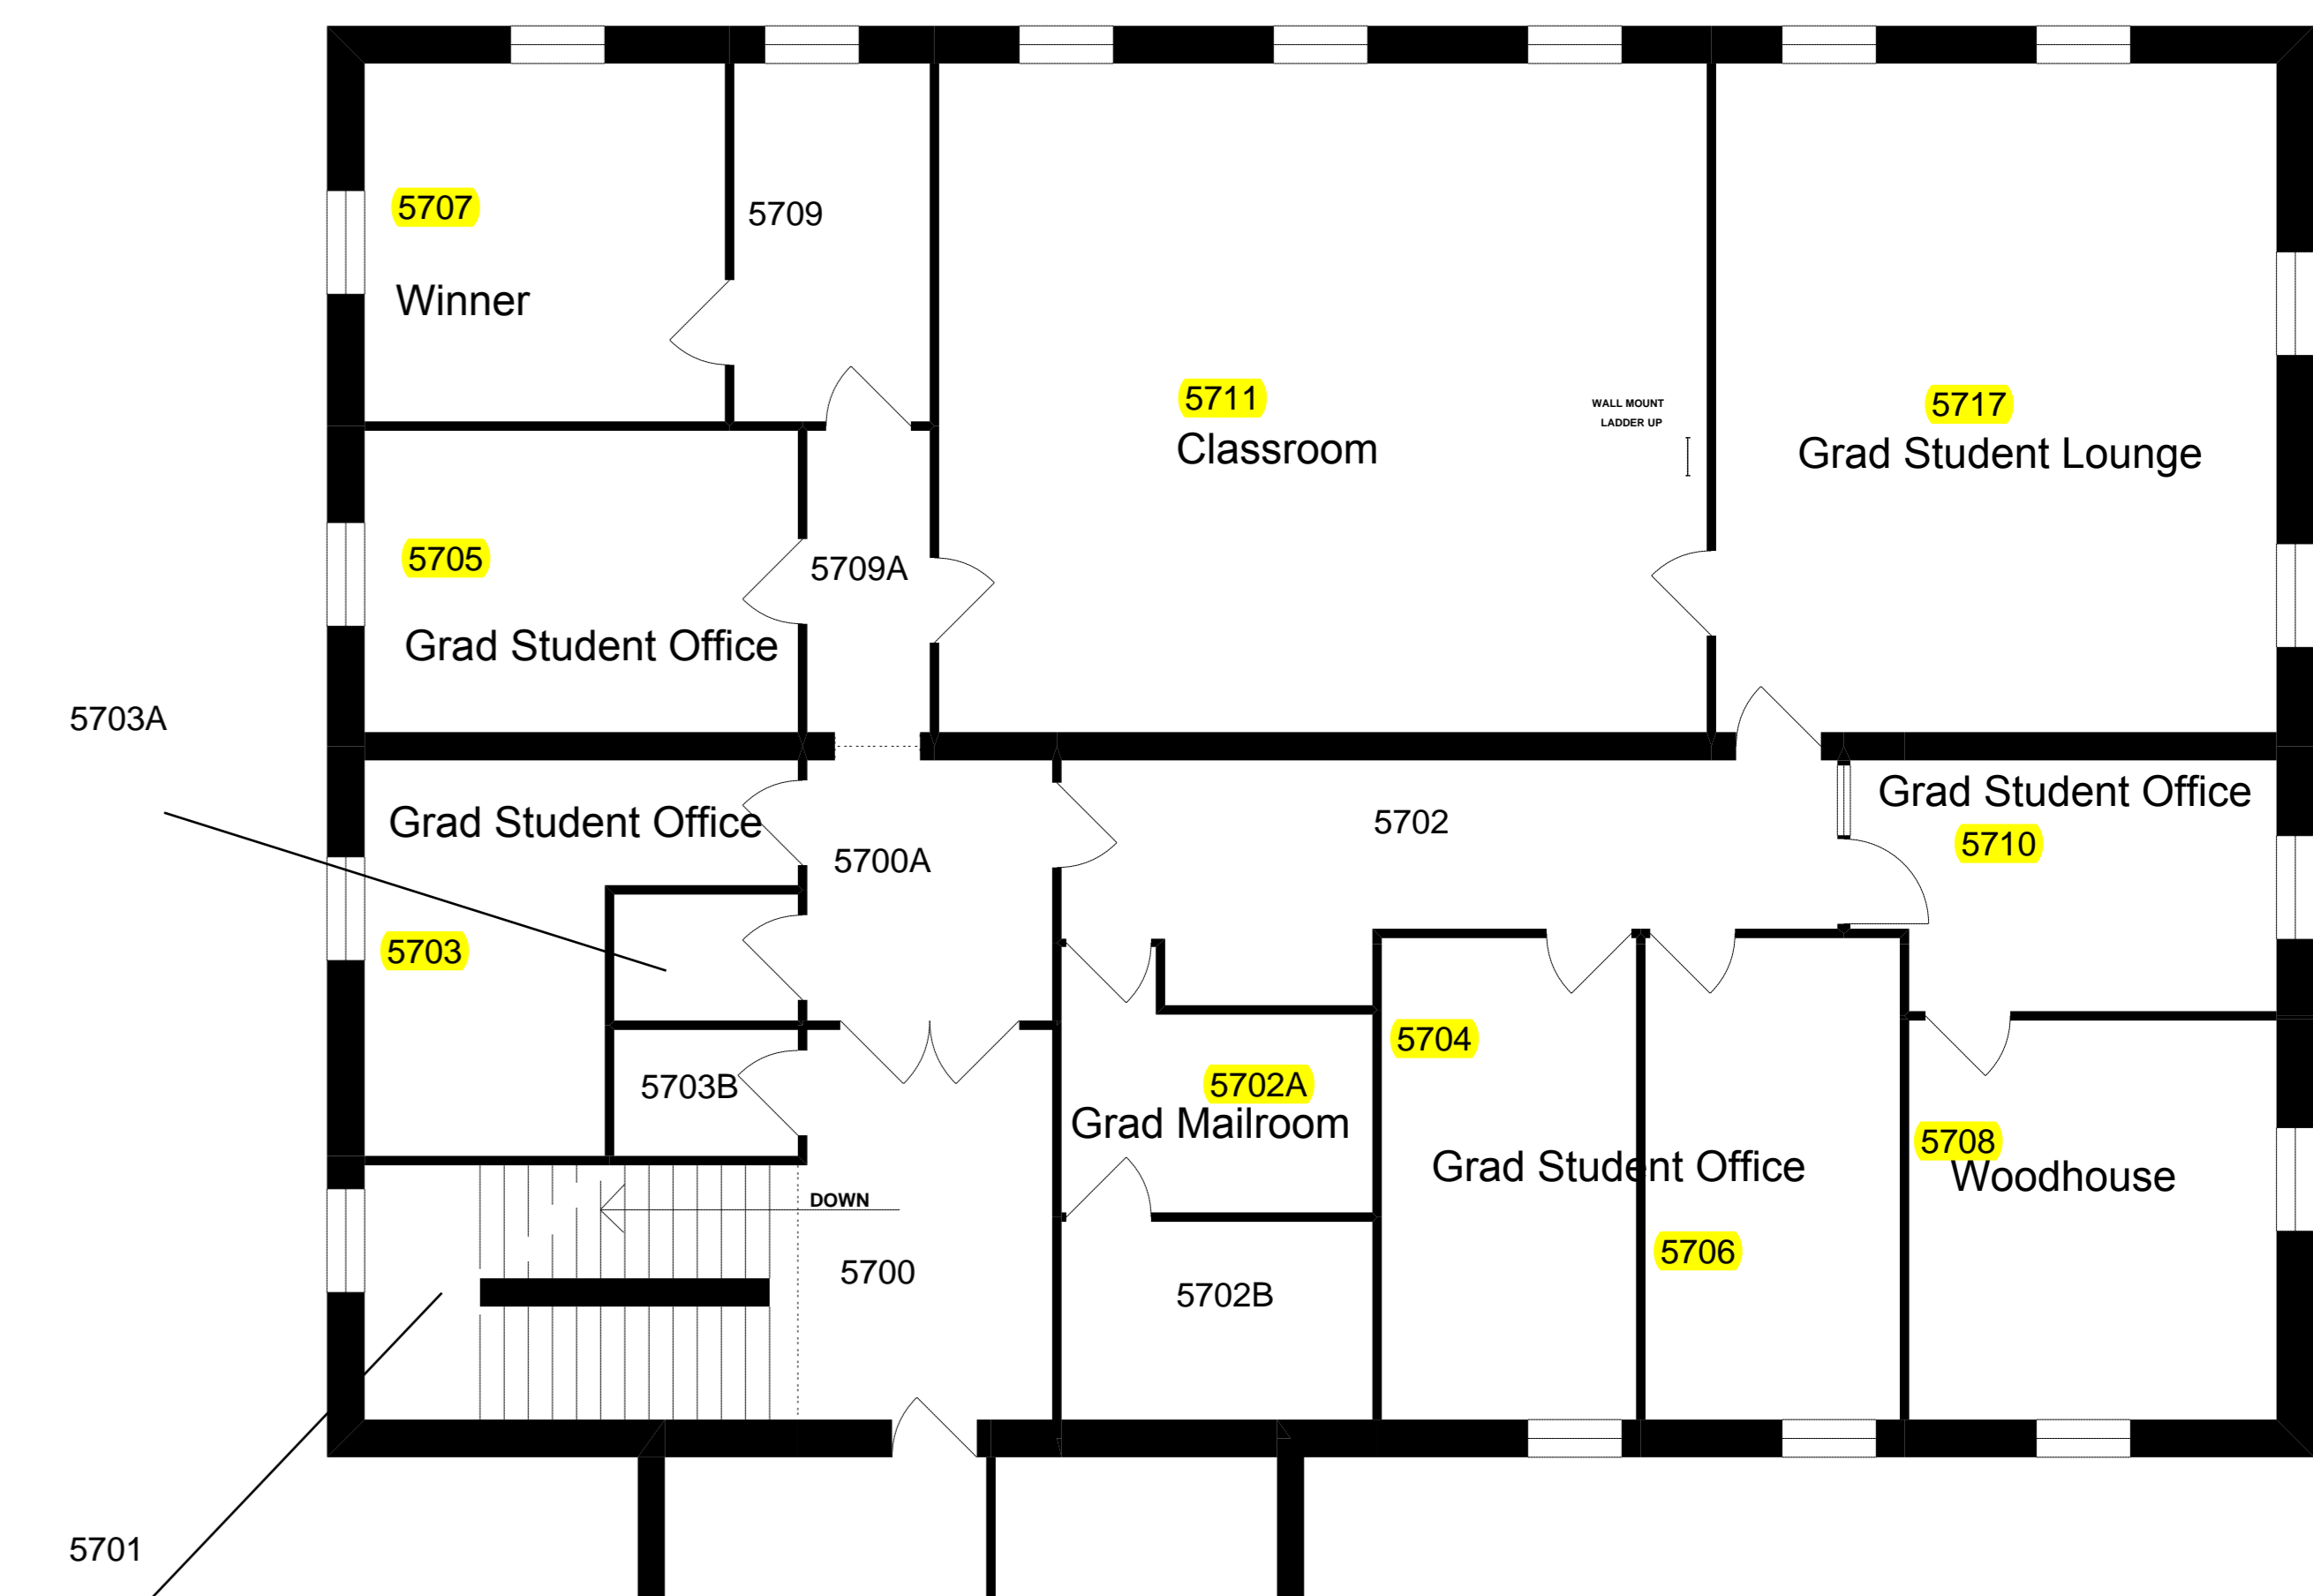 5707
Winner
5709
5711
Classroom
WALL MOUNT
LADDER UP
5717
Grad Student Lounge
5705
Grad Student Office
5709A
5703A
Grad Student Office
5703
5700A
5702
Grad Student Office
5710
5703B
5702A
Grad Mailroom
5704
Grad Student Office
5706
5708
Woodhouse
DOWN
5700
5702B
5701